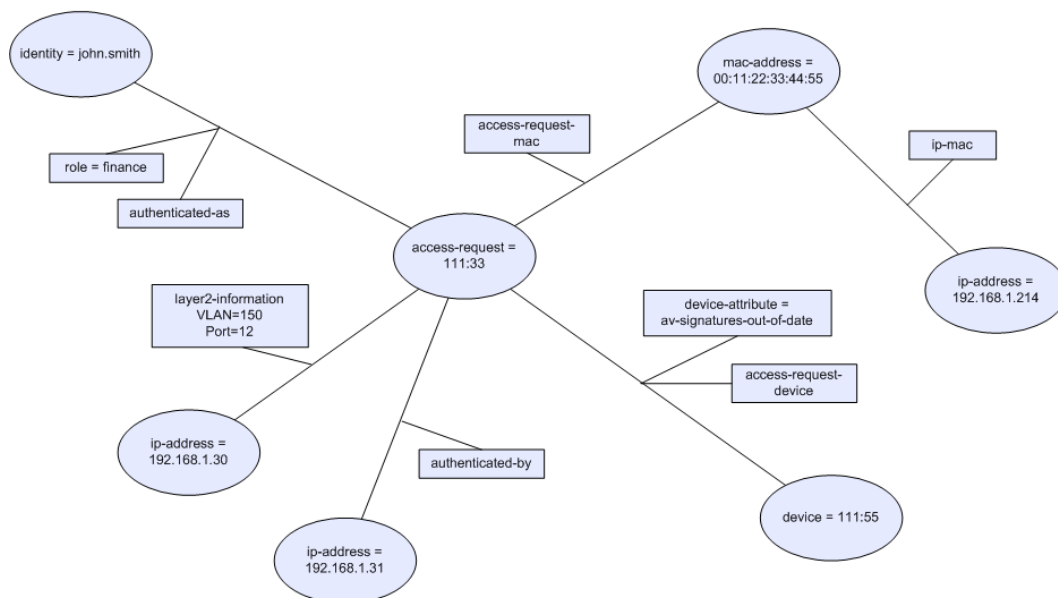 identity = john.smith
mac-address =
00:11:22:33:44:55
access-request-
mac
ip-mac
role = finance
authenticated-as
access-request =
111:33
ip-address =
192.168.1.214
layer2-information
VLAN=150
Port=12
device-attribute =
av-signatures-out-of-date
access-request-
device
ip-address =
192.168.1.30
authenticated-by
device = 111:55
ip-address =
192.168.1.31